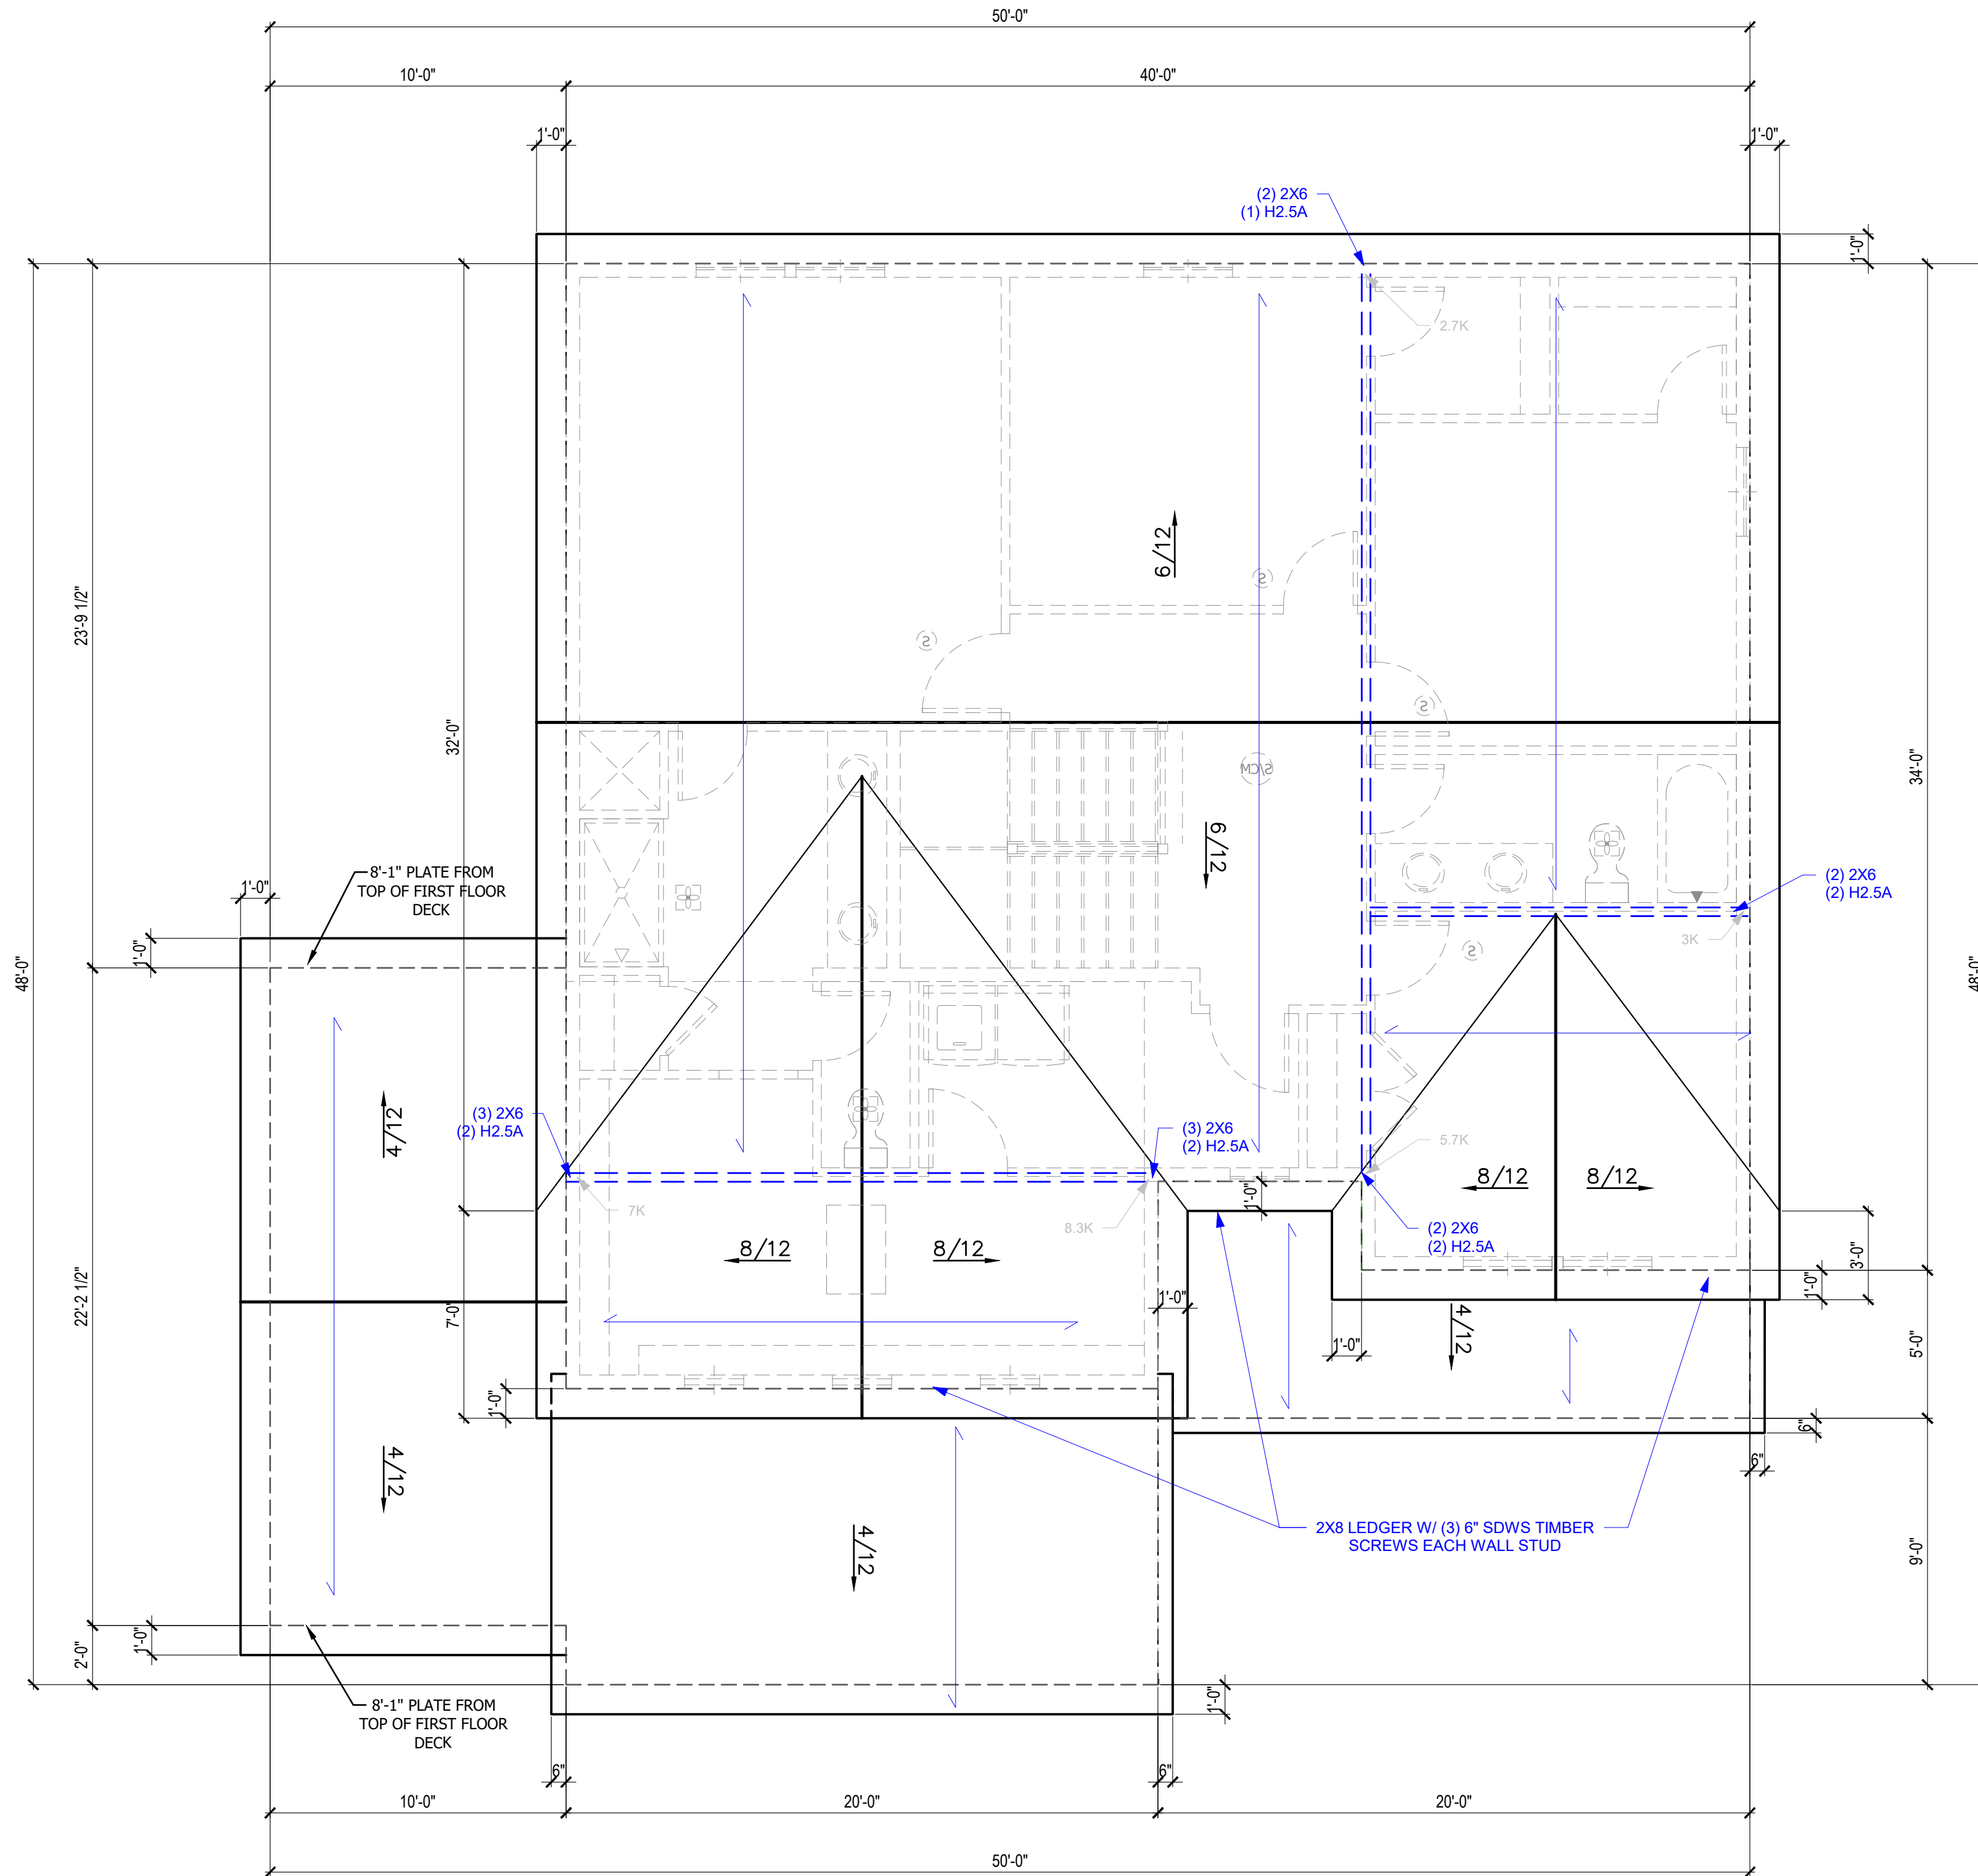 50'-0"
10'-0"
40'-0"
1'-0"
1'-0"
(2) 2X6
(1) H2.5A
1'-0"
2.7K
6/12
23'-9 1/2"
32'-0"
34'-0"
S
S
S
S/CM
6/12
8'-1" PLATE FROM
TOP OF FIRST FLOOR
DECK
1'-0"
1'-0"
(2) 2X6
(2) H2.5A
3K
S
48'-0"
48'-0"
4/12
(3) 2X6
(2) H2.5A
(3) 2X6
(2) H2.5A
5.7K
7K
8.3K
1'-0"
8/12
8/12
8/12
8/12
(2) 2X6
(2) H2.5A
3'-0"
1'-0"
22'-2 1/2"
7'-0"
1'-0"
4/12
1'-0"
5'-0"
1'-0"
6"
6"
4/12
4/12
2X8 LEDGER W/ (3) 6" SDWS TIMBER
SCREWS EACH WALL STUD
9'-0"
2'-0"
1'-0"
8'-1" PLATE FROM
TOP OF FIRST FLOOR
DECK
1'-0"
6"
6"
10'-0"
20'-0"
20'-0"
50'-0"